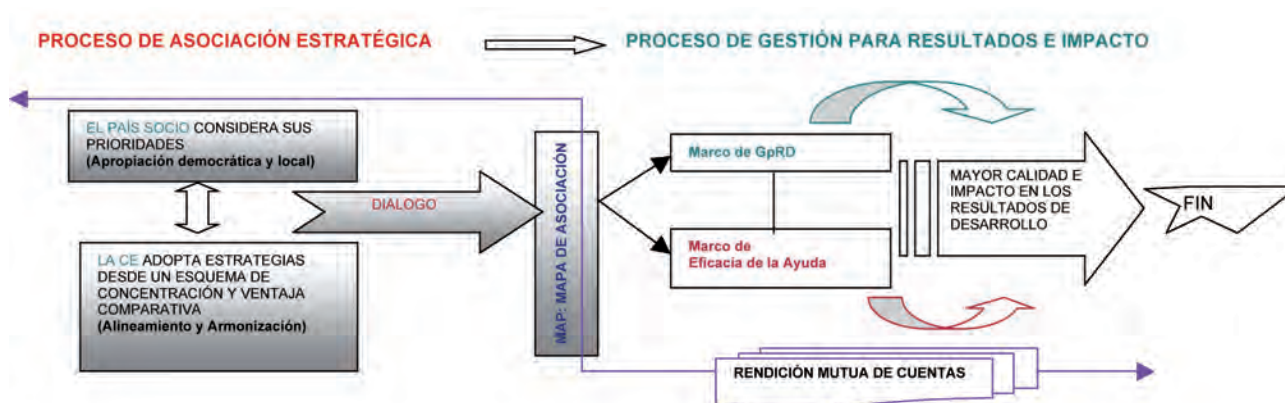 PROCESO DE ASOCIACIÓN ESTRATÉGICA
PROCESO DE GESTIÓN PARA RESULTADOS E IMPACTO
EL PAÍS SOCIO CONSIDERA SUS
PRIORIDADES
(Apropiación democrática y local)
LA CE ADOPTA ESTRATEGIAS
DESDE UN ESQUEMA DE
CONCENTRACIÓN Y VENTAJA
COMPARATIVA
(Alineamiento y Armonización)
DIALOGO
MAP: MAPA DE ASOCIACIÓN
Marco de GpRD
Marco de
Eficacia de la Ayuda
MAYOR CALIDAD E
IMPACTO EN LOS
RESULTADOS DE
DESARROLLO
FIN
RENDICIÓN MUTUA DE CUENTAS